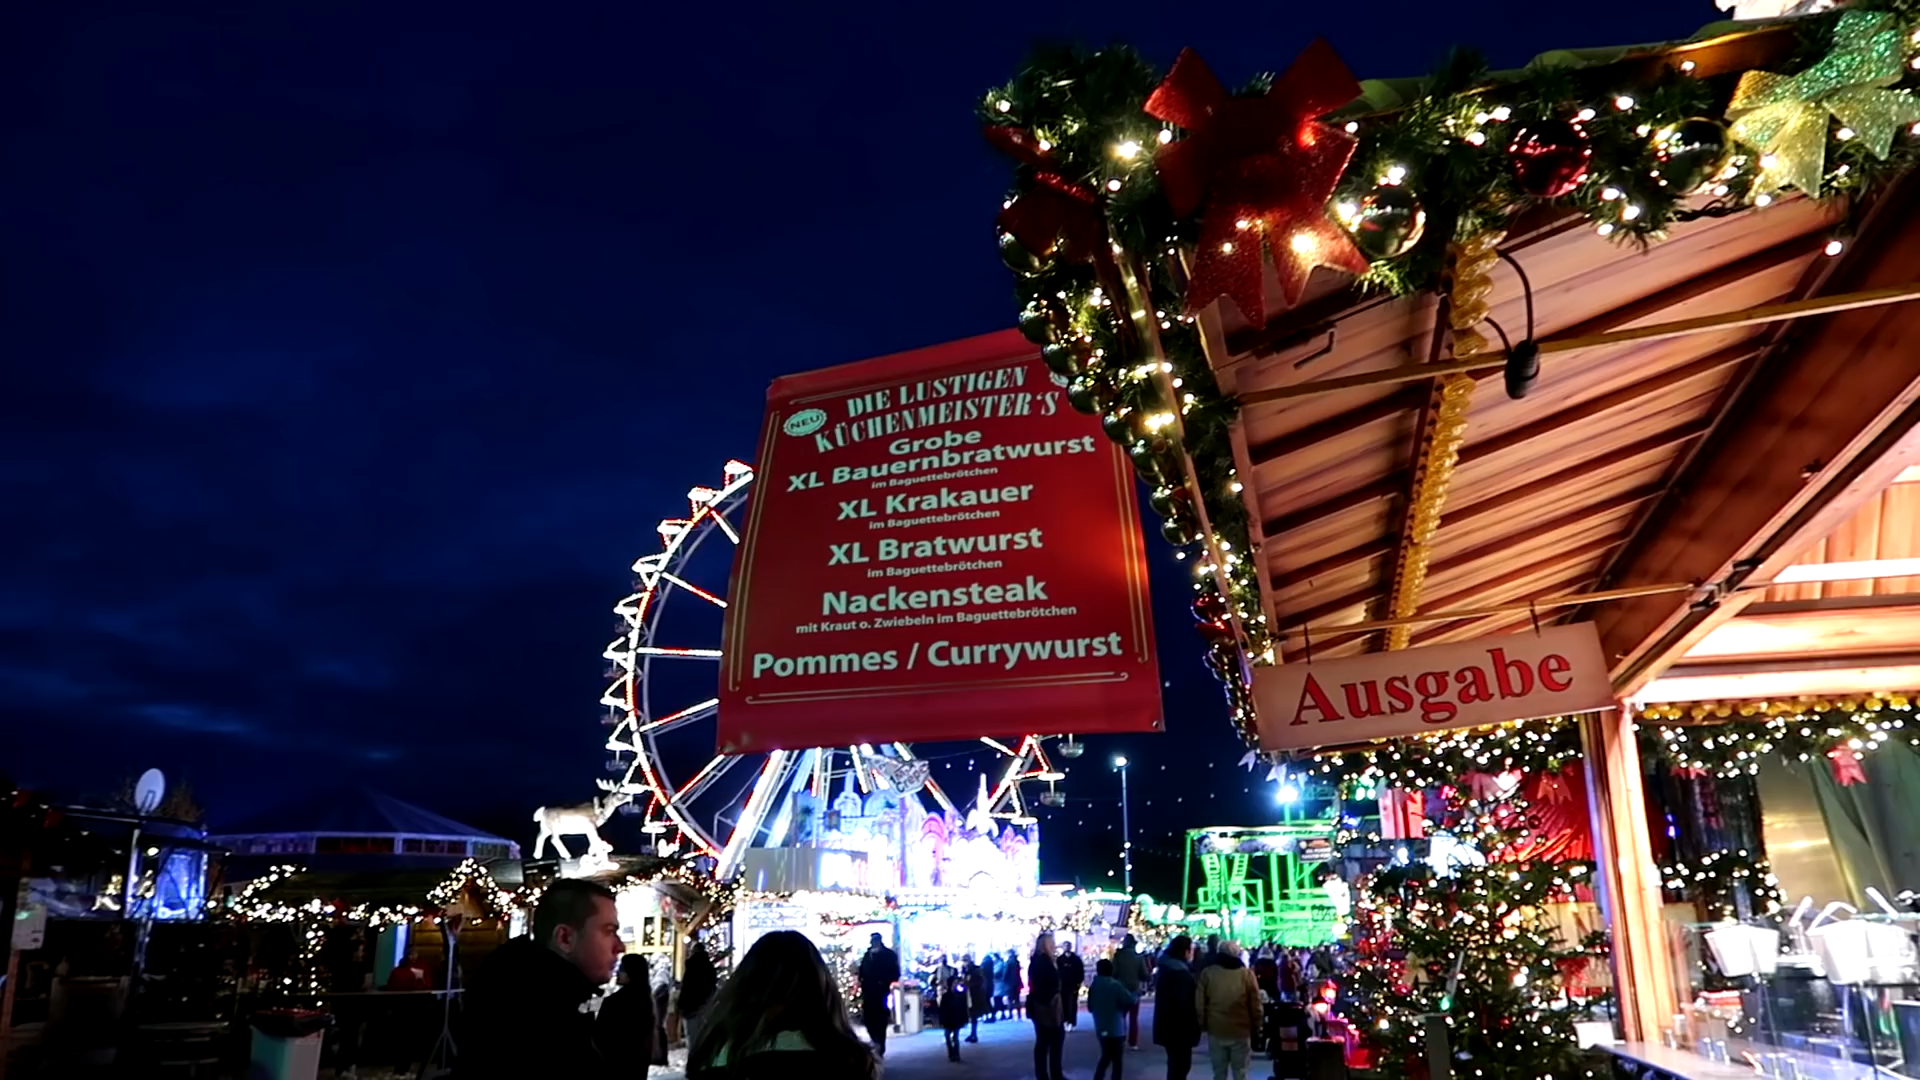 NEU
DIE LUSTIGEN
KÜCHENMEISTER'S
Grobe
XL Bauernbratwurst
im Baguettebrötchen
XL Krakauer
im Baguettebrötchen
XL Bratwurst
im Baguettebrötchen
Nackensteak
mit Kraut o. Zwiebeln im Baguettebrötchen
Pommes / Currywurst
Ausgabe